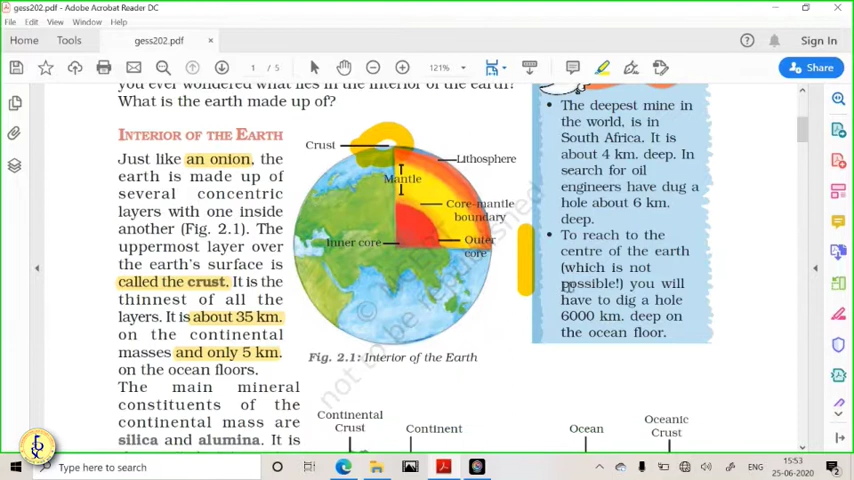 gess202.pdf - Adobe Acrobat Reader DC
File Edit View Window Help
Home Tools
gess202.pdf ×
Sign In
1 / 5
121%
Share
you ever wondered what lies in the interior of the earth?
What is the earth made up of?
INTERIOR OF THE EARTH
Just like an onion, the
earth is made up of
several concentric
layers with one inside
another (Fig. 2.1). The
uppermost layer over
the earth's surface is
called the crust. It is the
thinnest of all the
layers. It is about 35 km.
on the continental
masses and only 5 km.
on the ocean floors.
The main mineral
constituents of the
continental mass are
silica and alumina. It is
Crust
Lithosphere
Mantle
Core-mantle
boundary
Inner core
Outer
core
not to be republished
Fig. 2.1: Interior of the Earth
Continental
Crust
Continent
Ocean
Oceanic
Crust
• The deepest mine in
the world, is in
South Africa. It is
about 4 km. deep. In
search for oil
engineers have dug a
hole about 6 km.
deep.
• To reach to the
centre of the earth
(which is not
possible!) you will
have to dig a hole
6000 km. deep on
the ocean floor.
Type here to search
ENG
15:53
25-06-2020
2